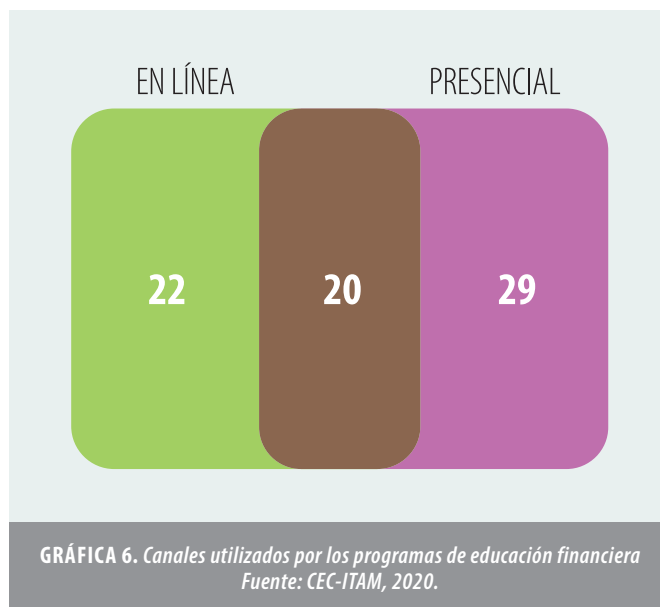 EN LÍNEA PRESENCIAL
22 20 29
GRÁFICA 6. Canales utilizados por los programas de educación financiera
Fuente: CEC-ITAM, 2020.